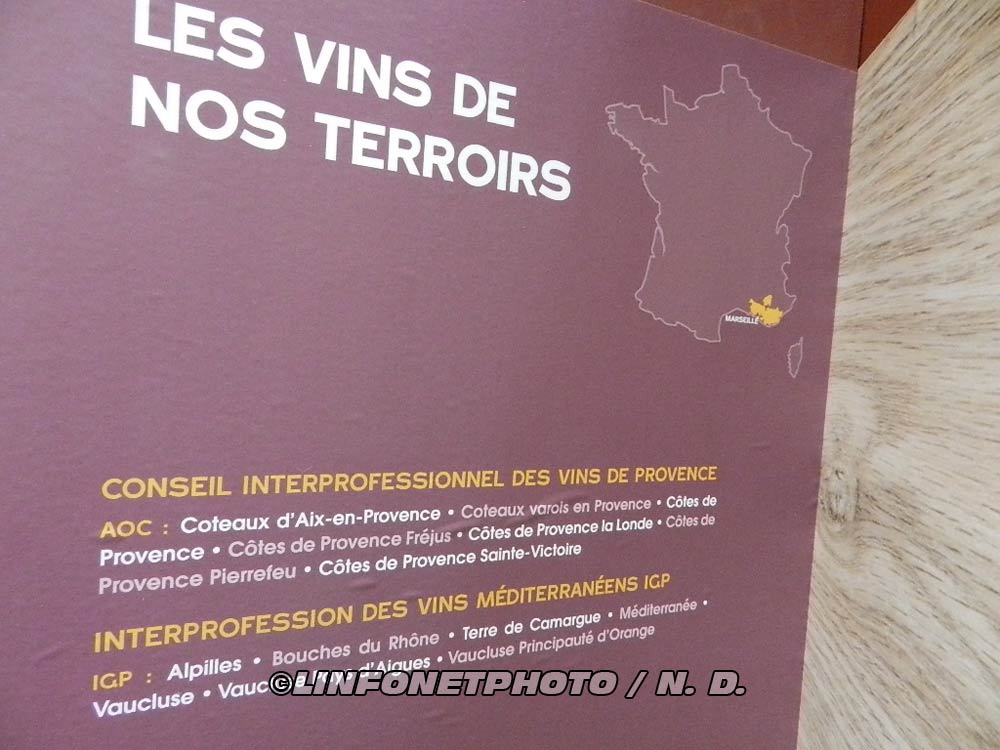 LES VINS DE
NOS TERROIRS
MARSEILLE
CONSEIL INTERPROFESSIONNEL DES VINS DE PROVENCE
AOC : Coteaux d'Aix-en-Provence • Coteaux varois en Provence • Côtes de
Provence • Côtes de Provence Fréjus • Côtes de Provence la Londe • Côtes de
Provence Pierrefeu • Côtes de Provence Sainte-Victoire
INTERPROFESSION DES VINS MÉDITERRANÉENS IGP
IGP : Alpilles • Bouches du Rhône • Terre de Camargue • Méditerranée •
Vaucluse • Vaucluse Pays d'Aigues • Vaucluse Principauté d'Orange
©LINFONETPHOTO / N. D.